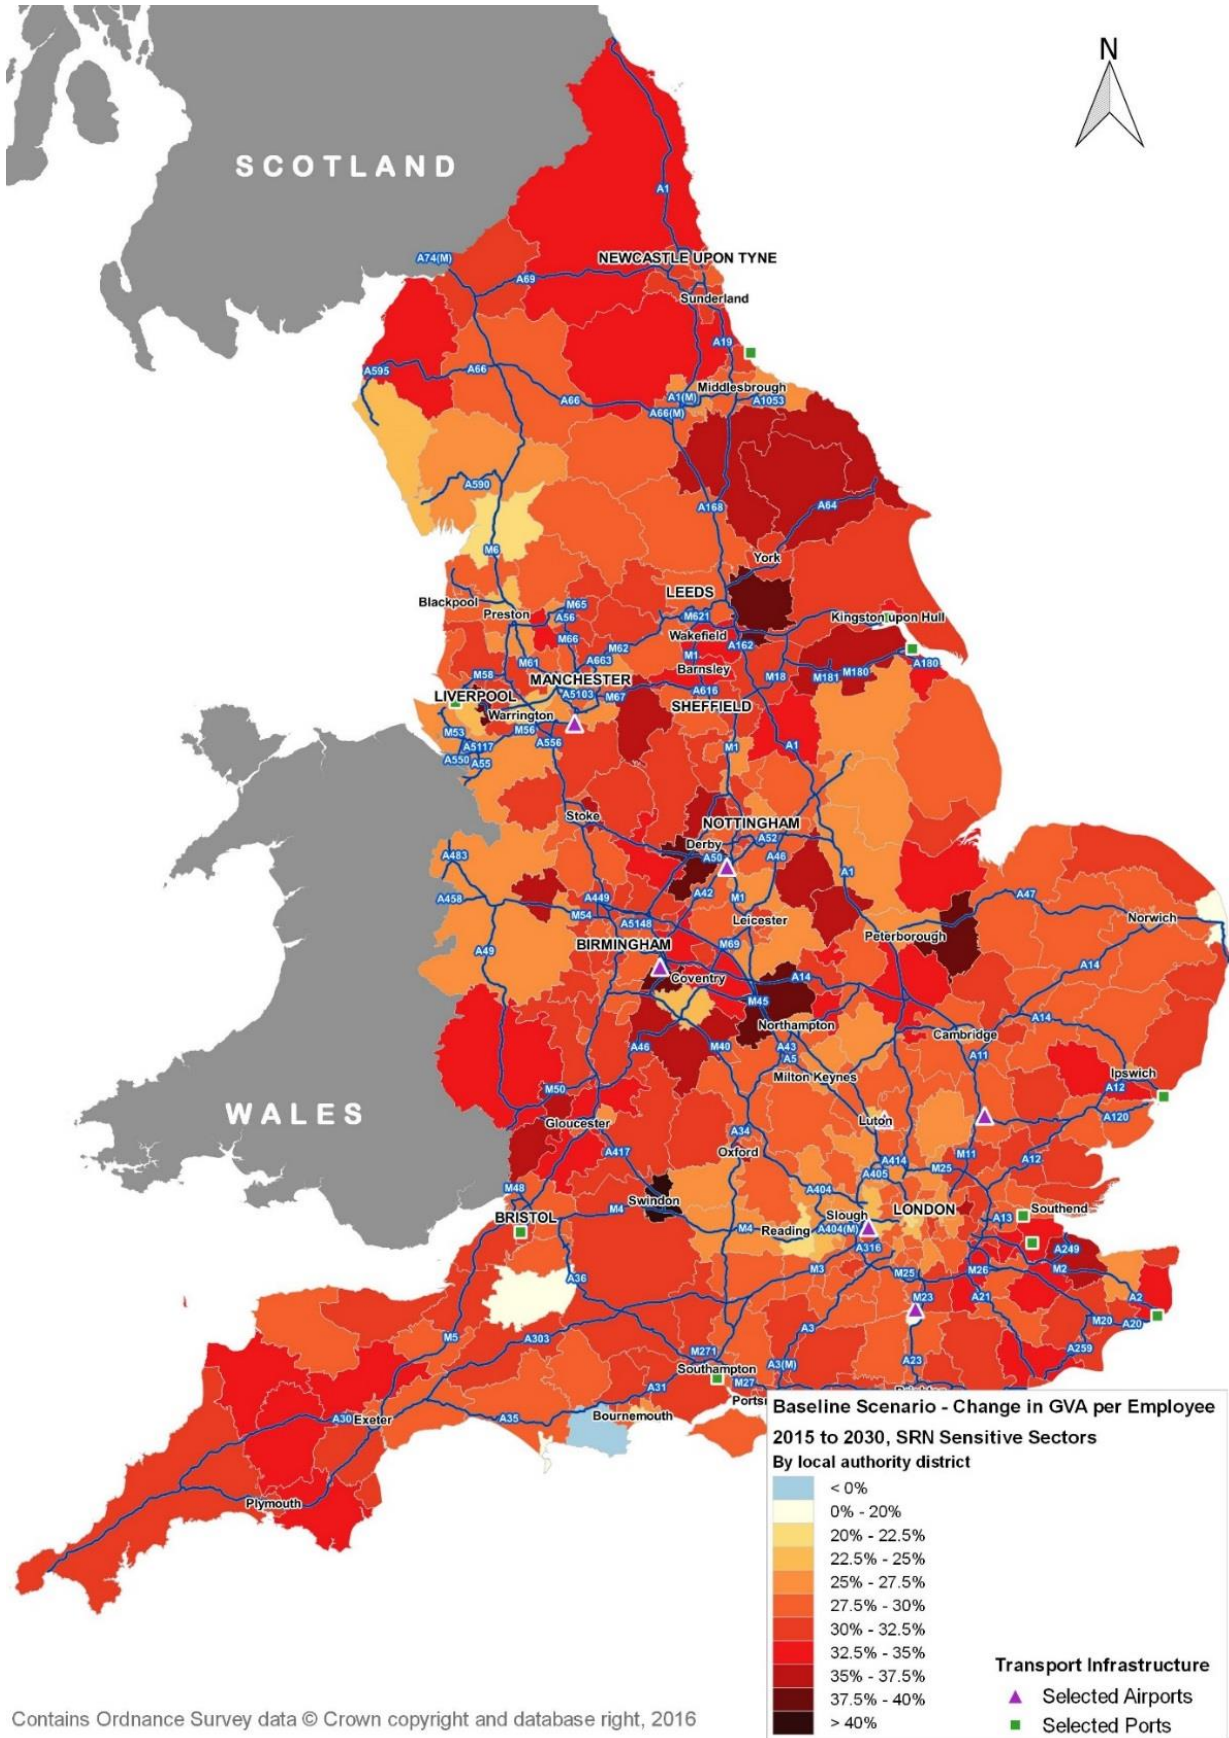 N
SCOTLAND
A1
A74(M)
NEWCASTLE UPON TYNE
A69
Sunderland
A19
A595
A66
A66
A1(M)
Middlesbrough
A1053
A66(M)
A590
A168
A64
M6
York
LEEDS
Blackpool
M65
Preston
A56
M621
Kingston upon Hull
M66
Wakefield
M62
A162
M61
A663
M1
Barnsley
A180
M58
MANCHESTER
M18
M181
M180
LIVERPOOL
A5103
M67
A616
SHEFFIELD
Warrington
M53
M56
A556
A5117
M1
A1
A550
A55
Stoke
NOTTINGHAM
Derby
A52
A483
A50
A46
A1
A458
A449
A42
M1
A47
M54
A5148
Leicester
Norwich
BIRMINGHAM
Peterborough
A49
M69
A14
Coventry
A14
M45
A14
Northampton
Cambridge
A46
M40
A43
A5
A11
Ipswich
Milton Keynes
M50
A12
WALES
Gloucester
Luton
A120
A34
A417
Oxford
A414
M11
A12
M25
A405
M48
Swindon
A404
BRISTOL
M4
Slough
LONDON
A13
Southend
M4
Reading
A404(M)
A316
A249
M3
M25
M26
M2
A36
M23
A21
A2
M5
A303
A3
M20
A20
M271
A3(M)
A23
A259
Southampton
M27
A31
A30
Exeter
A35
Bournemouth
Plymouth
Baseline Scenario - Change in GVA per Employee
2015 to 2030, SRN Sensitive Sectors
By local authority district
< 0%
0% - 20%
20% - 22.5%
22.5% - 25%
25% - 27.5%
27.5% - 30%
30% - 32.5%
32.5% - 35%
35% - 37.5%
37.5% - 40%
> 40%
Transport Infrastructure
Selected Airports
Selected Ports
Contains Ordnance Survey data © Crown copyright and database right, 2016